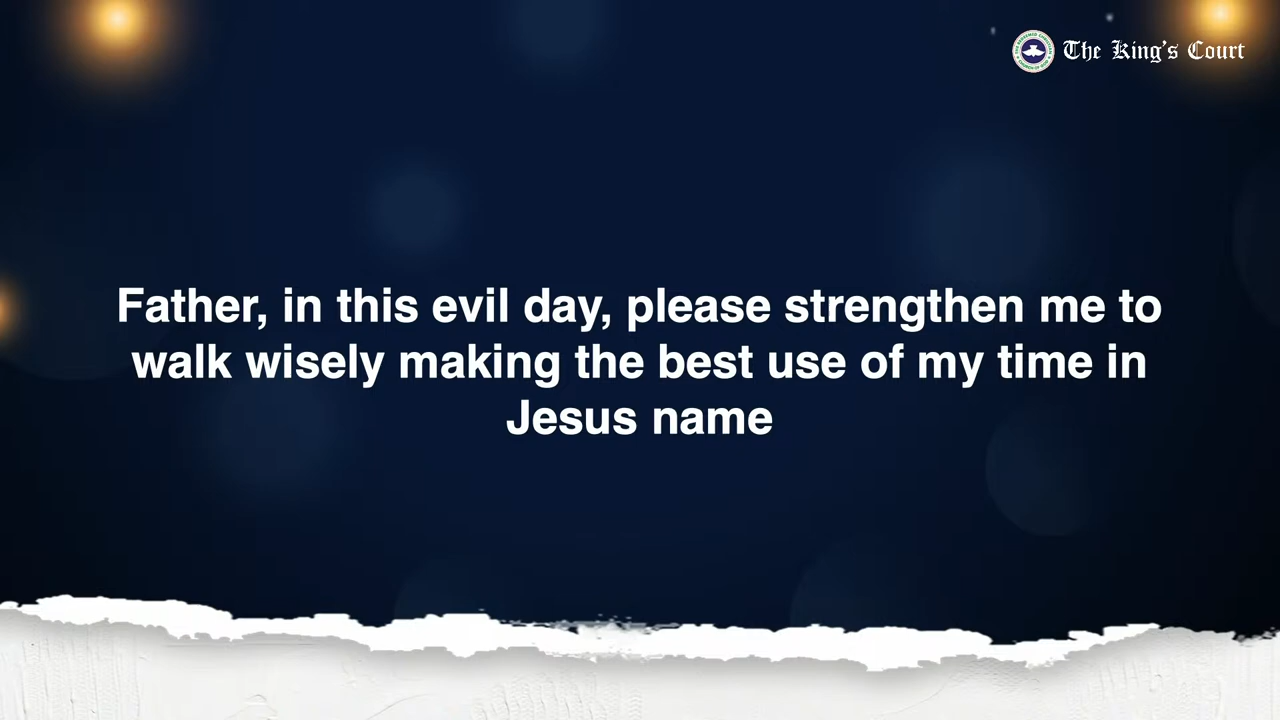 The King's Court
Father, in this evil day, please strengthen me to
walk wisely making the best use of my time in
Jesus name